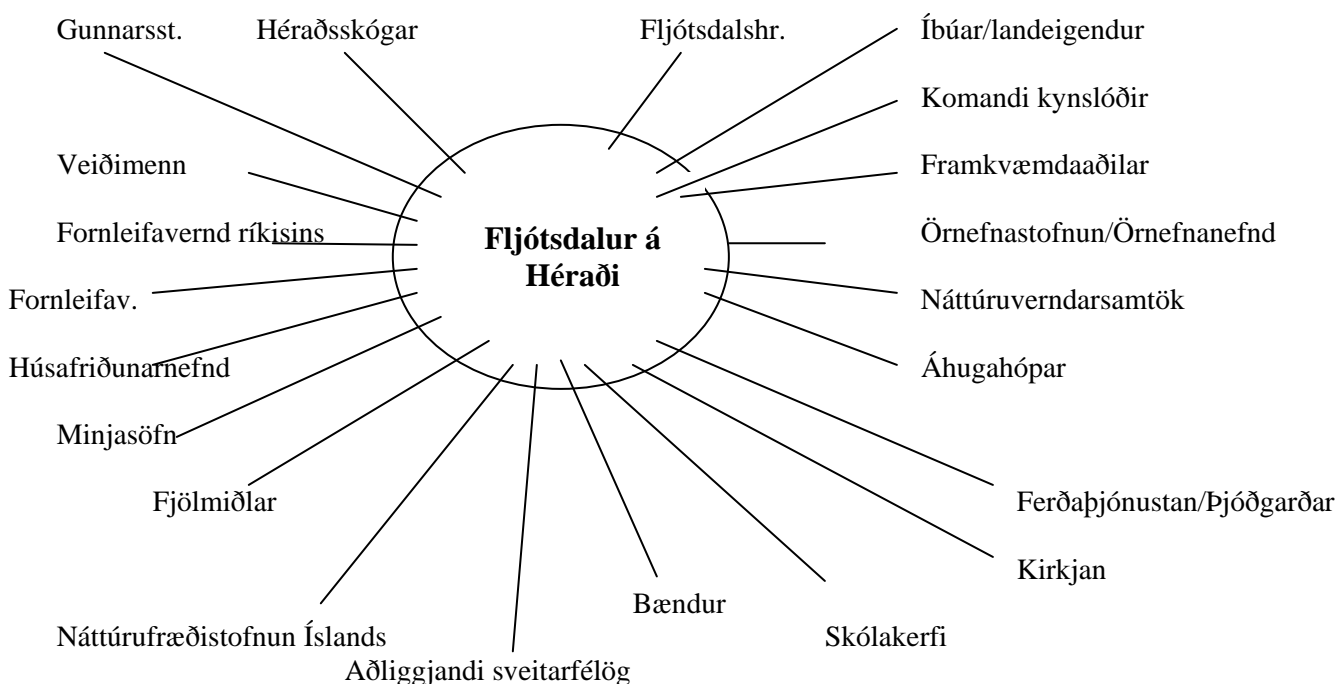 Gunnarsst.
Héraðsskógar
Fljótsdalshr.
Íbúar/landeigendur
Komandi kynslóðir
Veiðimenn
Framkvæmdaaðilar
Fornleifavernd ríkisins
Fljótsdalur á
Héraði
Örnefnastofnun/Örnefnanefnd
Fornleifav.
Náttúruverndarsamtök
Húsafriðunarnefnd
Áhugahópar
Minjasöfn
Fjölmiðlar
Ferðaþjónustan/Þjóðgarðar
Kirkjan
Bændur
Náttúrufræðistofnun Íslands
Skólakerfi
Aðliggjandi sveitarfélög